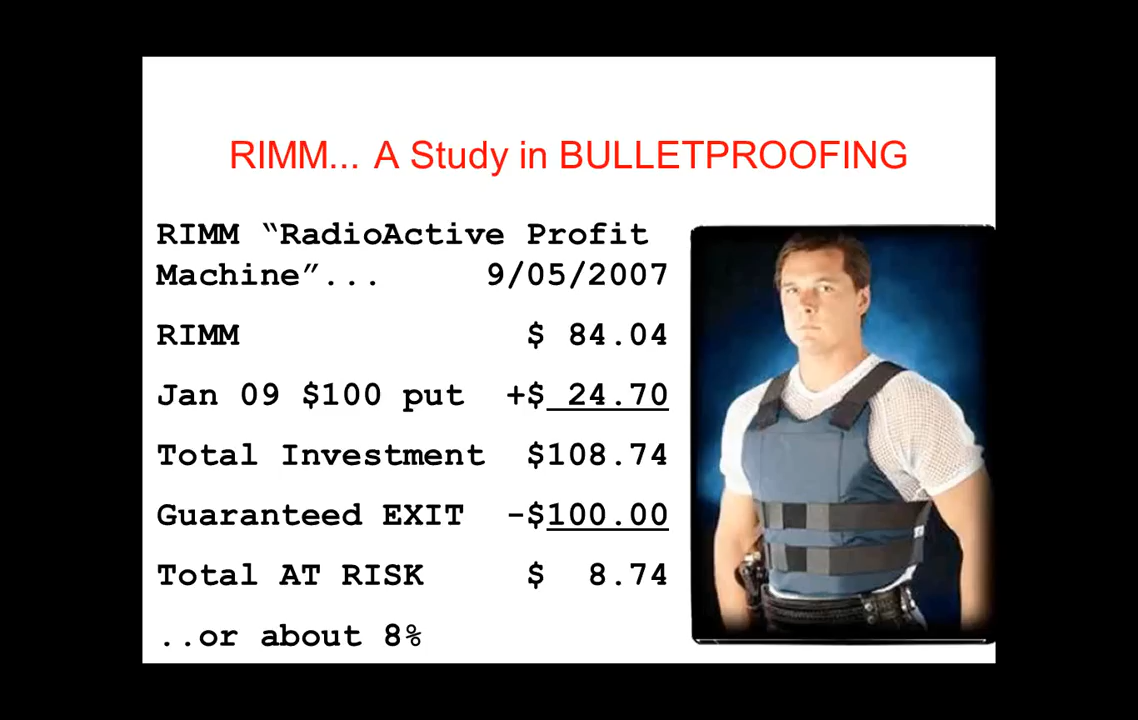 RIMM... A Study in BULLETPROOFING
RIMM “RadioActive Profit
Machine”... 9/05/2007
RIMM $ 84.04
Jan 09 $100 put +$ 24.70
Total Investment $108.74
Guaranteed EXIT -$100.00
Total AT RISK $ 8.74
..or about 8%